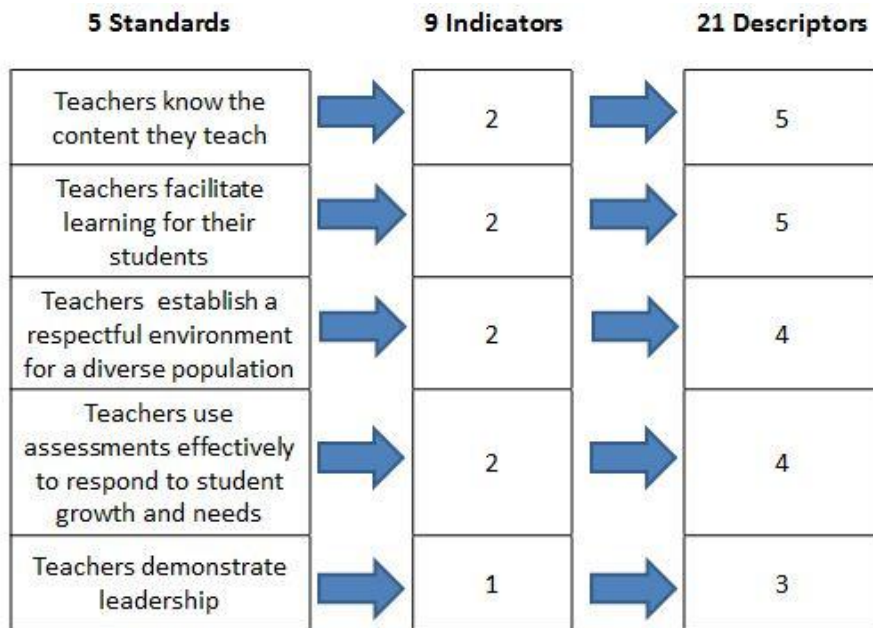 5 Standards 9 Indicators 21 Descriptors
Teachers know the
content they teach
2
5
Teachers facilitate
learning for their
students
2
5
Teachers establish a
respectful environment
for a diverse population
2
4
Teachers use
assessments effectively
to respond to student
growth and needs
2
4
Teachers demonstrate
leadership
1
3